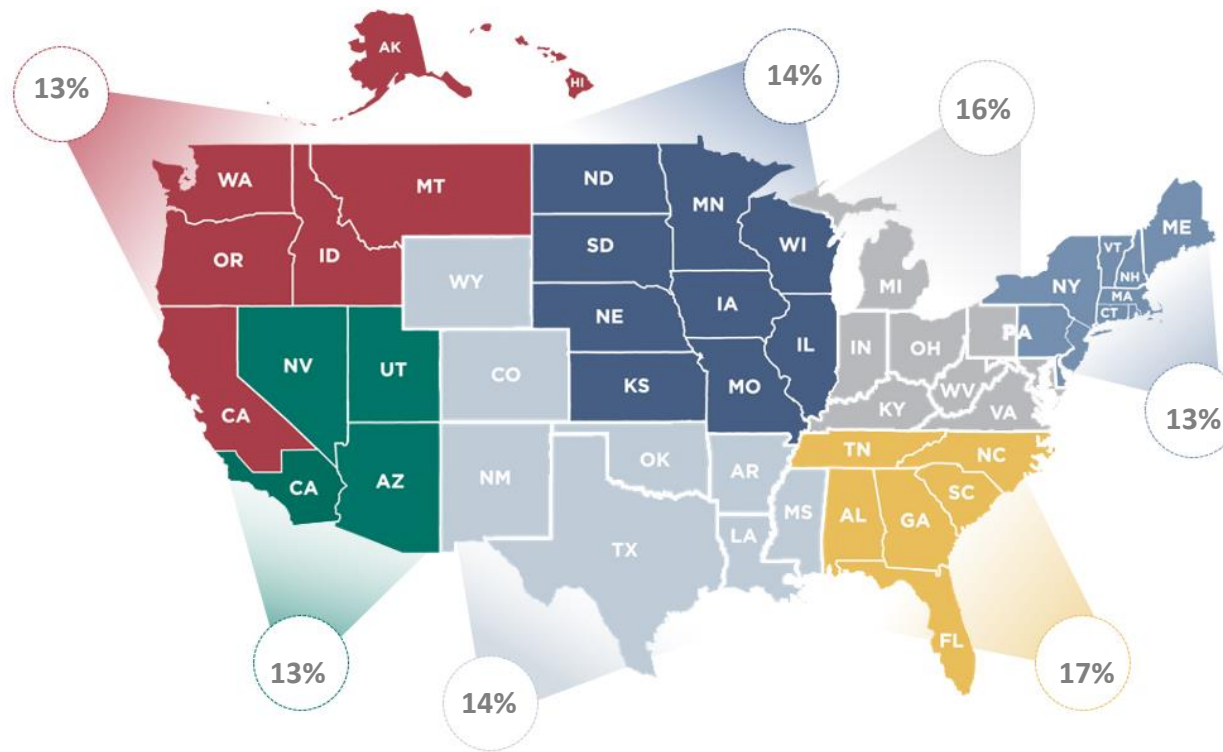 AK
HI
13%
14%
16%
WA
MT
ND
MN
OR
ID
SD
WI
MI
ME
VT
NH
NY
MA
CT
WY
NE
IA
IL
IN
OH
PA
NV
UT
CO
KS
MO
WV
VA
KY
13%
CA
CA
AZ
NM
OK
AR
TN
NC
SC
TX
LA
MS
AL
GA
FL
13%
14%
17%